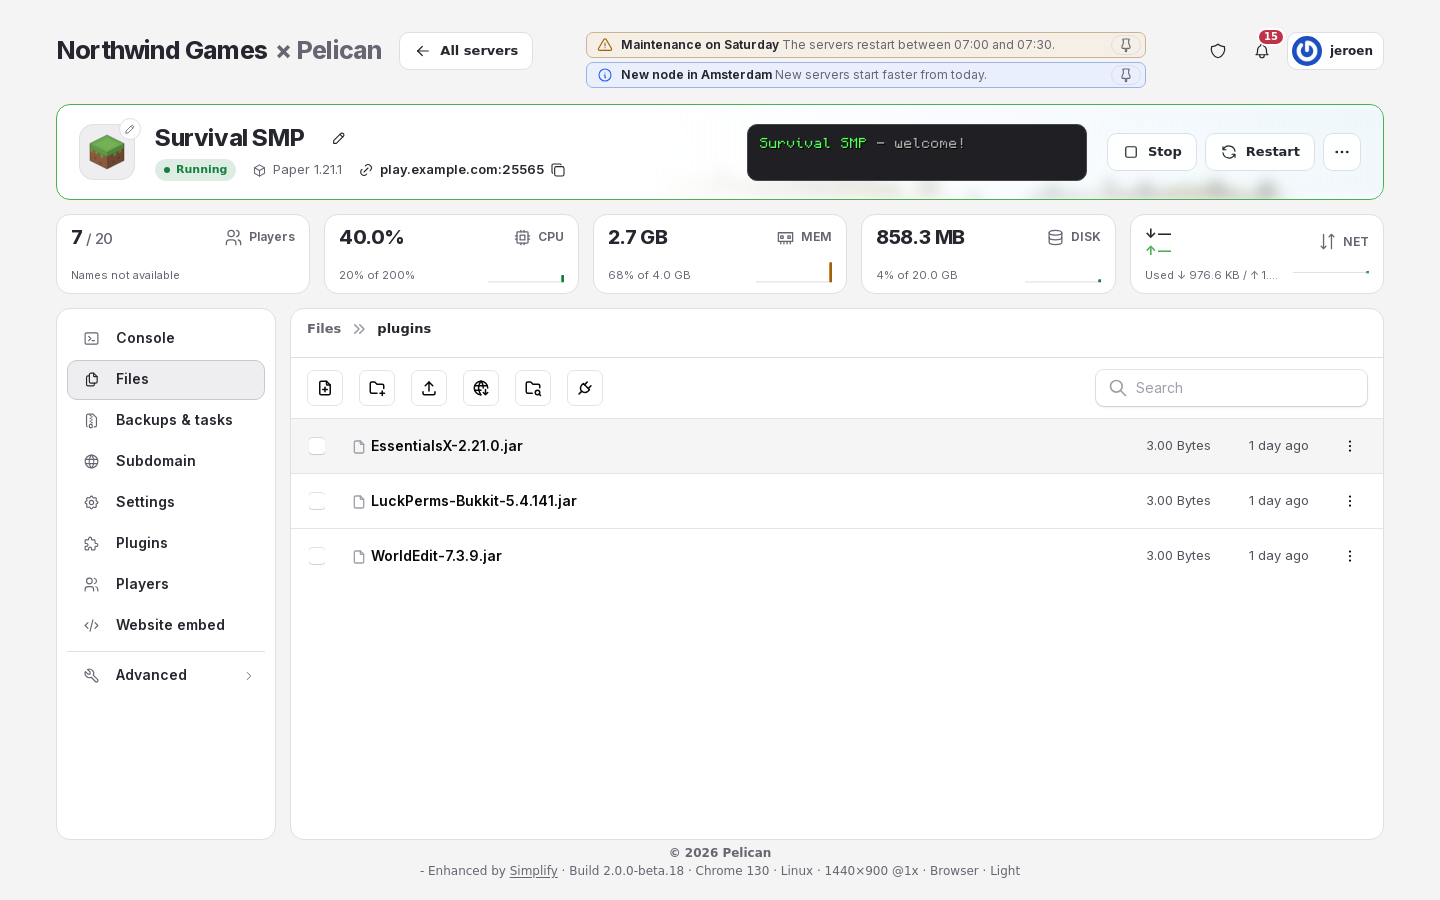 Northwind Games × Pelican
All servers
Maintenance on Saturday The servers restart between 07:00 and 07:30.
New node in Amsterdam New servers start faster from today.
15
jeroen
Survival SMP
Running
Paper 1.21.1
play.example.com:25565
Survival SMP - welcome!
Stop
Restart
7 / 20
Players
Names not available
40.0%
CPU
20% of 200%
2.7 GB
MEM
68% of 4.0 GB
858.3 MB
DISK
4% of 20.0 GB
↓—
↑—
NET
Used ↓ 976.6 KB / ↑ 1....
Console
Files
Backups & tasks
Subdomain
Settings
Plugins
Players
Website embed
Advanced
Files » plugins
Search
EssentialsX-2.21.0.jar 3.00 Bytes 1 day ago
LuckPerms-Bukkit-5.4.141.jar 3.00 Bytes 1 day ago
WorldEdit-7.3.9.jar 3.00 Bytes 1 day ago
© 2026 Pelican
- Enhanced by Simplify · Build 2.0.0-beta.18 · Chrome 130 · Linux · 1440×900 @1x · Browser · Light